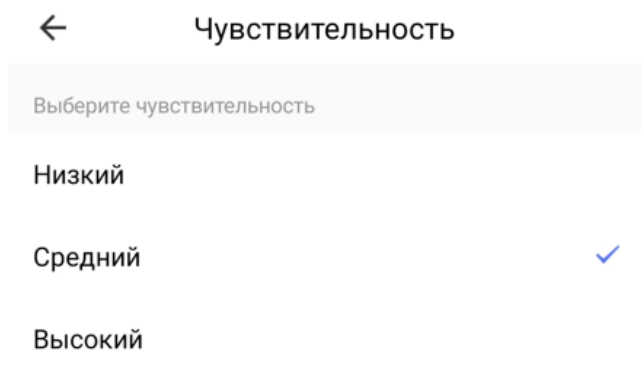 Чувствительность
Выберите чувствительность
Низкий
Средний
Высокий